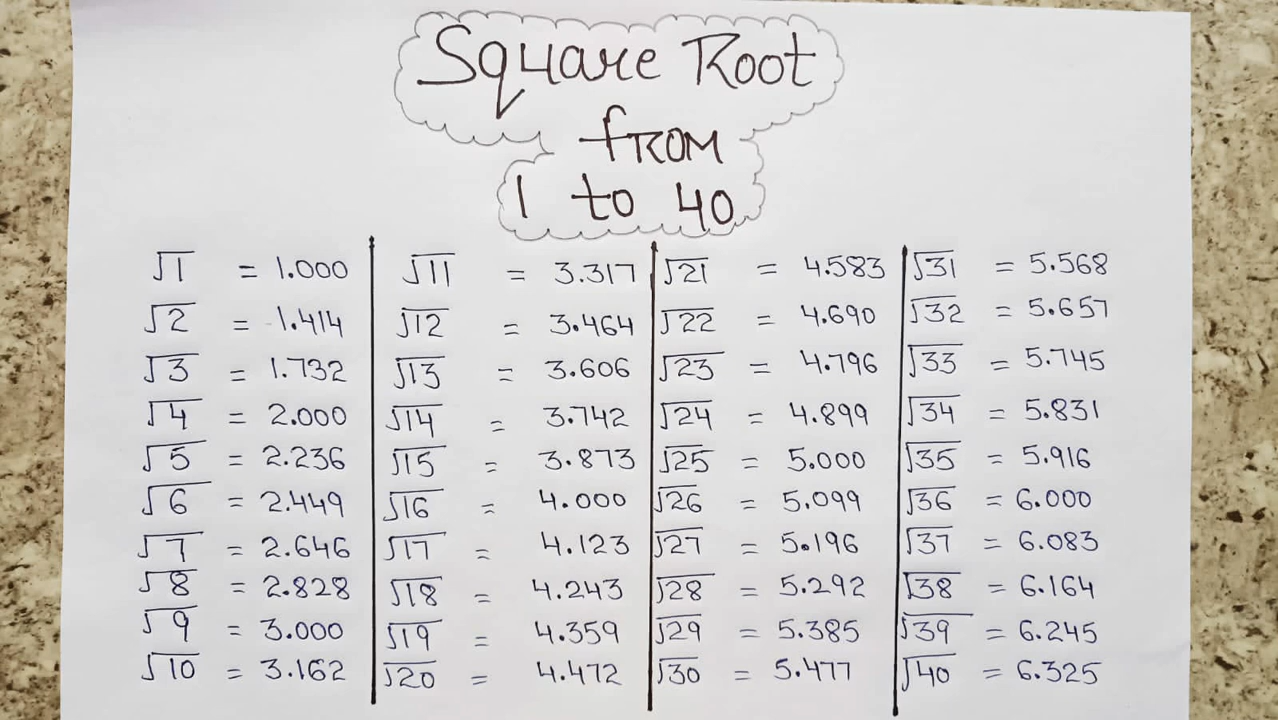 Square Root
from
1 to 40
√1 = 1.000
√2 = 1.414
√3 = 1.732
√4 = 2.000
√5 = 2.236
√6 = 2.449
√7 = 2.646
√8 = 2.828
√9 = 3.000
√10 = 3.162
√11 = 3.317
√12 = 3.464
√13 = 3.606
√14 = 3.742
√15 = 3.873
√16 = 4.000
√17 = 4.123
√18 = 4.243
√19 = 4.359
√20 = 4.472
√21 = 4.583
√22 = 4.690
√23 = 4.796
√24 = 4.899
√25 = 5.000
√26 = 5.099
√27 = 5.196
√28 = 5.292
√29 = 5.385
√30 = 5.477
√31 = 5.568
√32 = 5.657
√33 = 5.745
√34 = 5.831
√35 = 5.916
√36 = 6.000
√37 = 6.083
√38 = 6.164
√39 = 6.245
√40 = 6.325